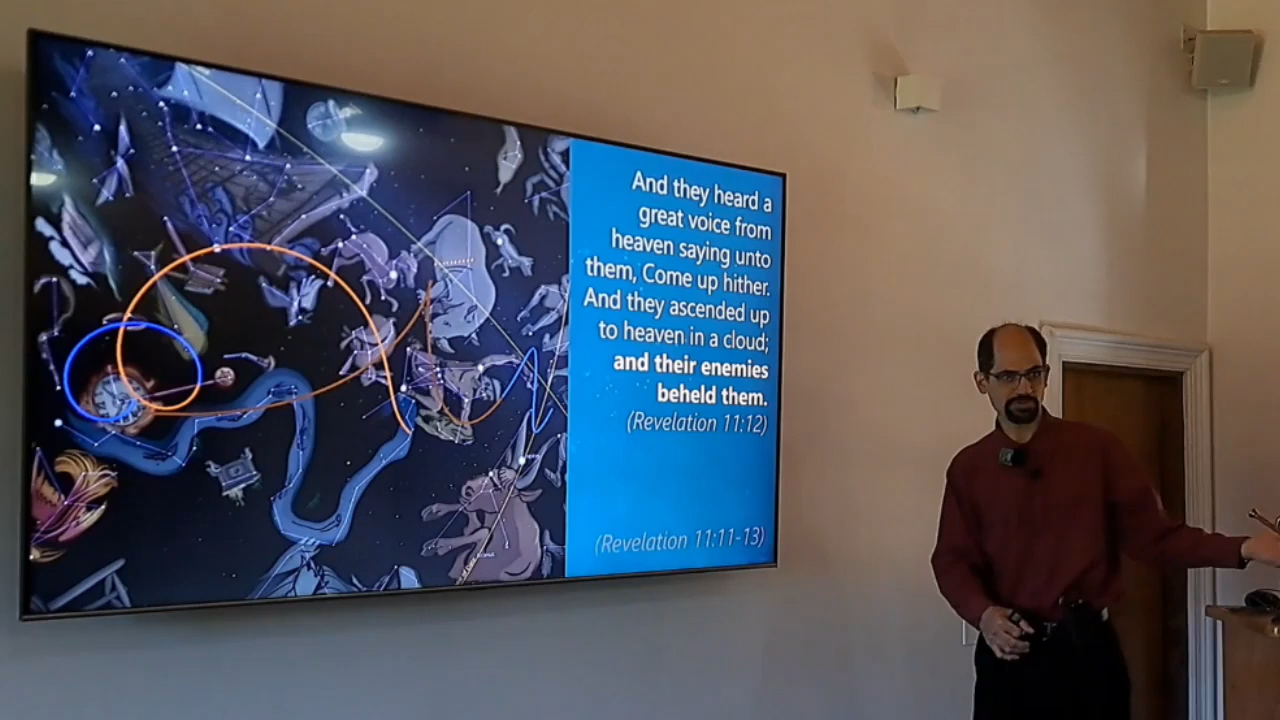 And they heard a
great voice from
heaven saying unto
them, Come up hither.
And they ascended up
to heaven in a cloud;
and their enemies
beheld them.
(Revelation 11:12)
(Revelation 11:11-13)